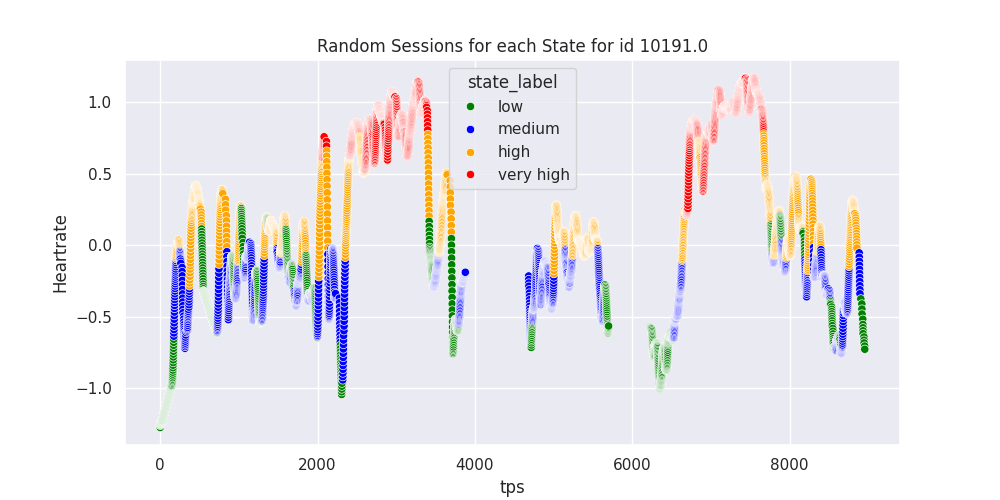 Random Sessions for each State for id 10191.0
state_label
low
medium
high
very high
Heartrate
1.0
0.5
0.0
−0.5
−1.0
0 2000 4000 6000 8000
tps